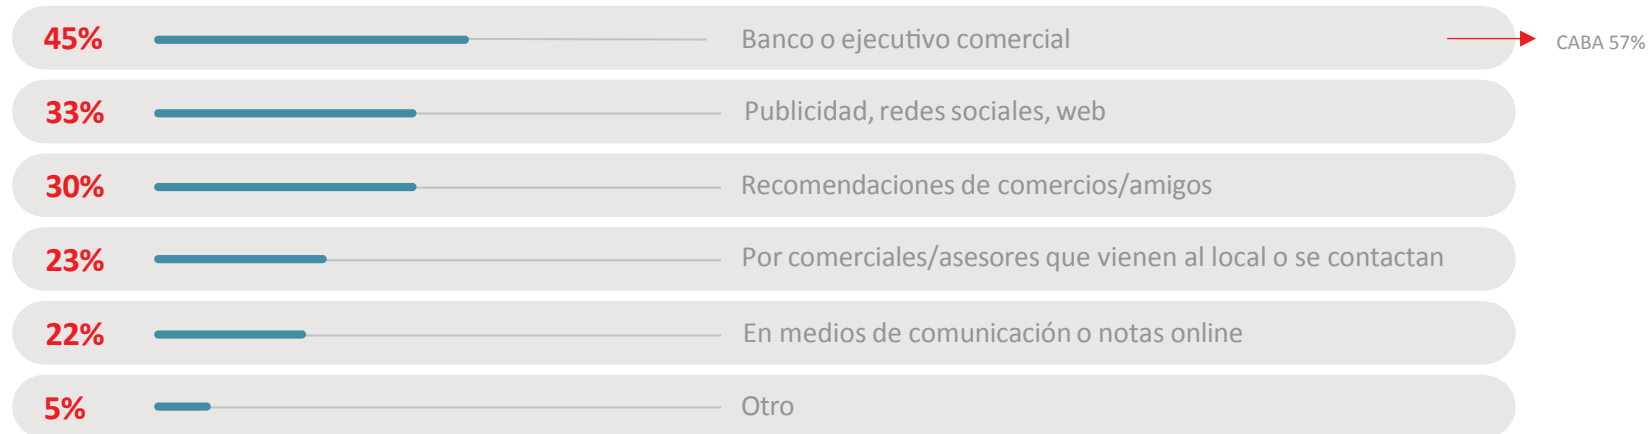 45% Banco o ejecutivo comercial CABA 57%
33% Publicidad, redes sociales, web
30% Recomendaciones de comercios/amigos
23% Por comerciales/asesores que vienen al local o se contactan
22% En medios de comunicación o notas online
5% Otro